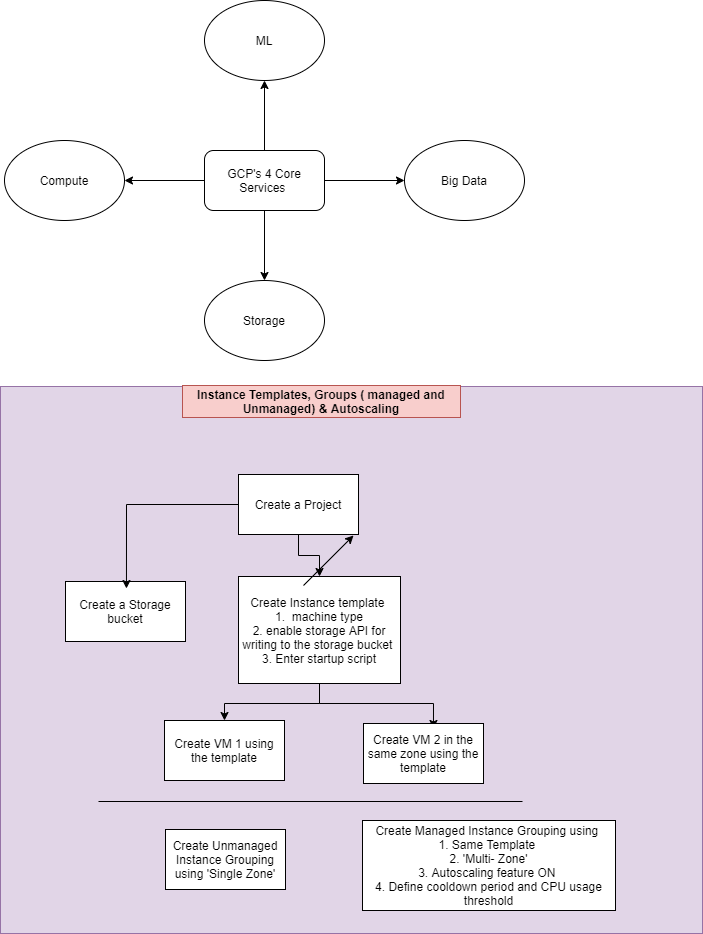 ML
GCP's 4 Core
Services
Compute
Big Data
Storage
Instance Templates, Groups ( managed and
Unmanaged) & Autoscaling
Create a Project
Create a Storage
bucket
Create Instance template
1.  machine type
2. enable storage API for
writing to the storage bucket
3. Enter startup script
Create VM 1 using
the template
Create VM 2 in the
same zone using the
template
Create Unmanaged
Instance Grouping
using 'Single Zone'
Create Managed Instance Grouping using
1. Same Template
2. 'Multi- Zone'
3. Autoscaling feature ON
4. Define cooldown period and CPU usage
threshold